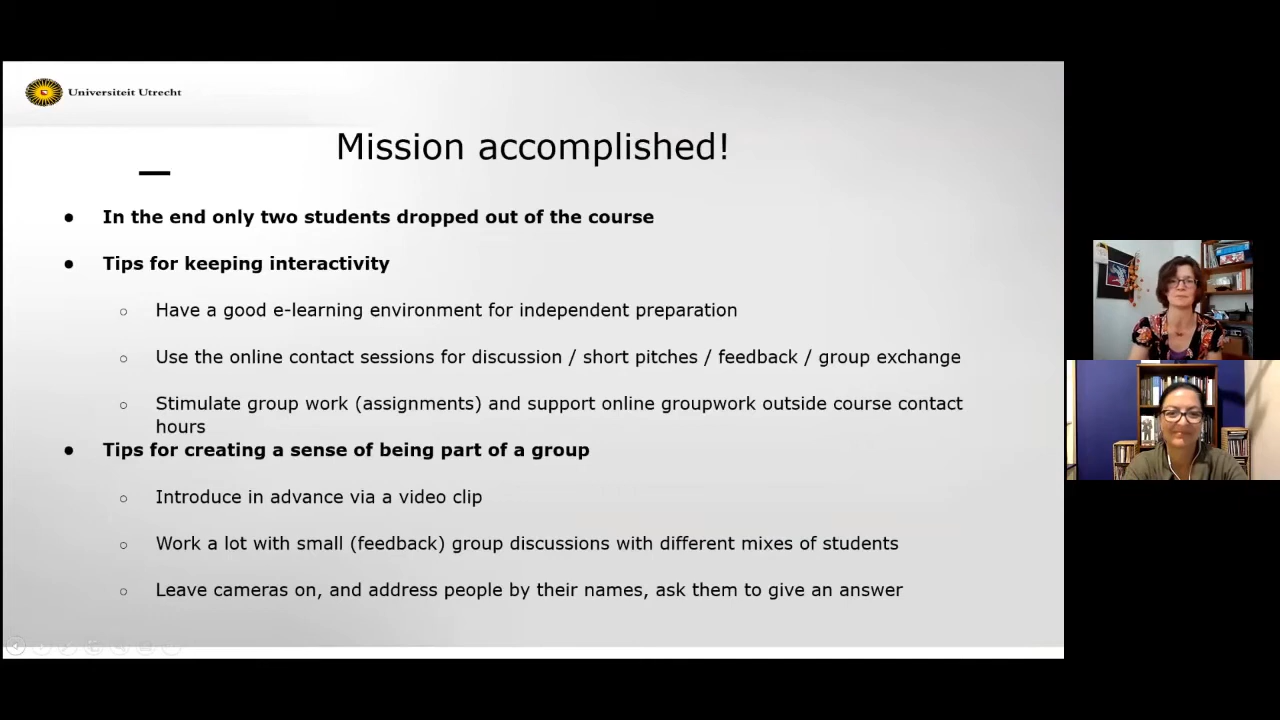 Universiteit Utrecht
Mission accomplished!
● In the end only two students dropped out of the course
● Tips for keeping interactivity
○ Have a good e-learning environment for independent preparation
○ Use the online contact sessions for discussion / short pitches / feedback / group exchange
○ Stimulate group work (assignments) and support online groupwork outside course contact
hours
● Tips for creating a sense of being part of a group
○ Introduce in advance via a video clip
○ Work a lot with small (feedback) group discussions with different mixes of students
○ Leave cameras on, and address people by their names, ask them to give an answer